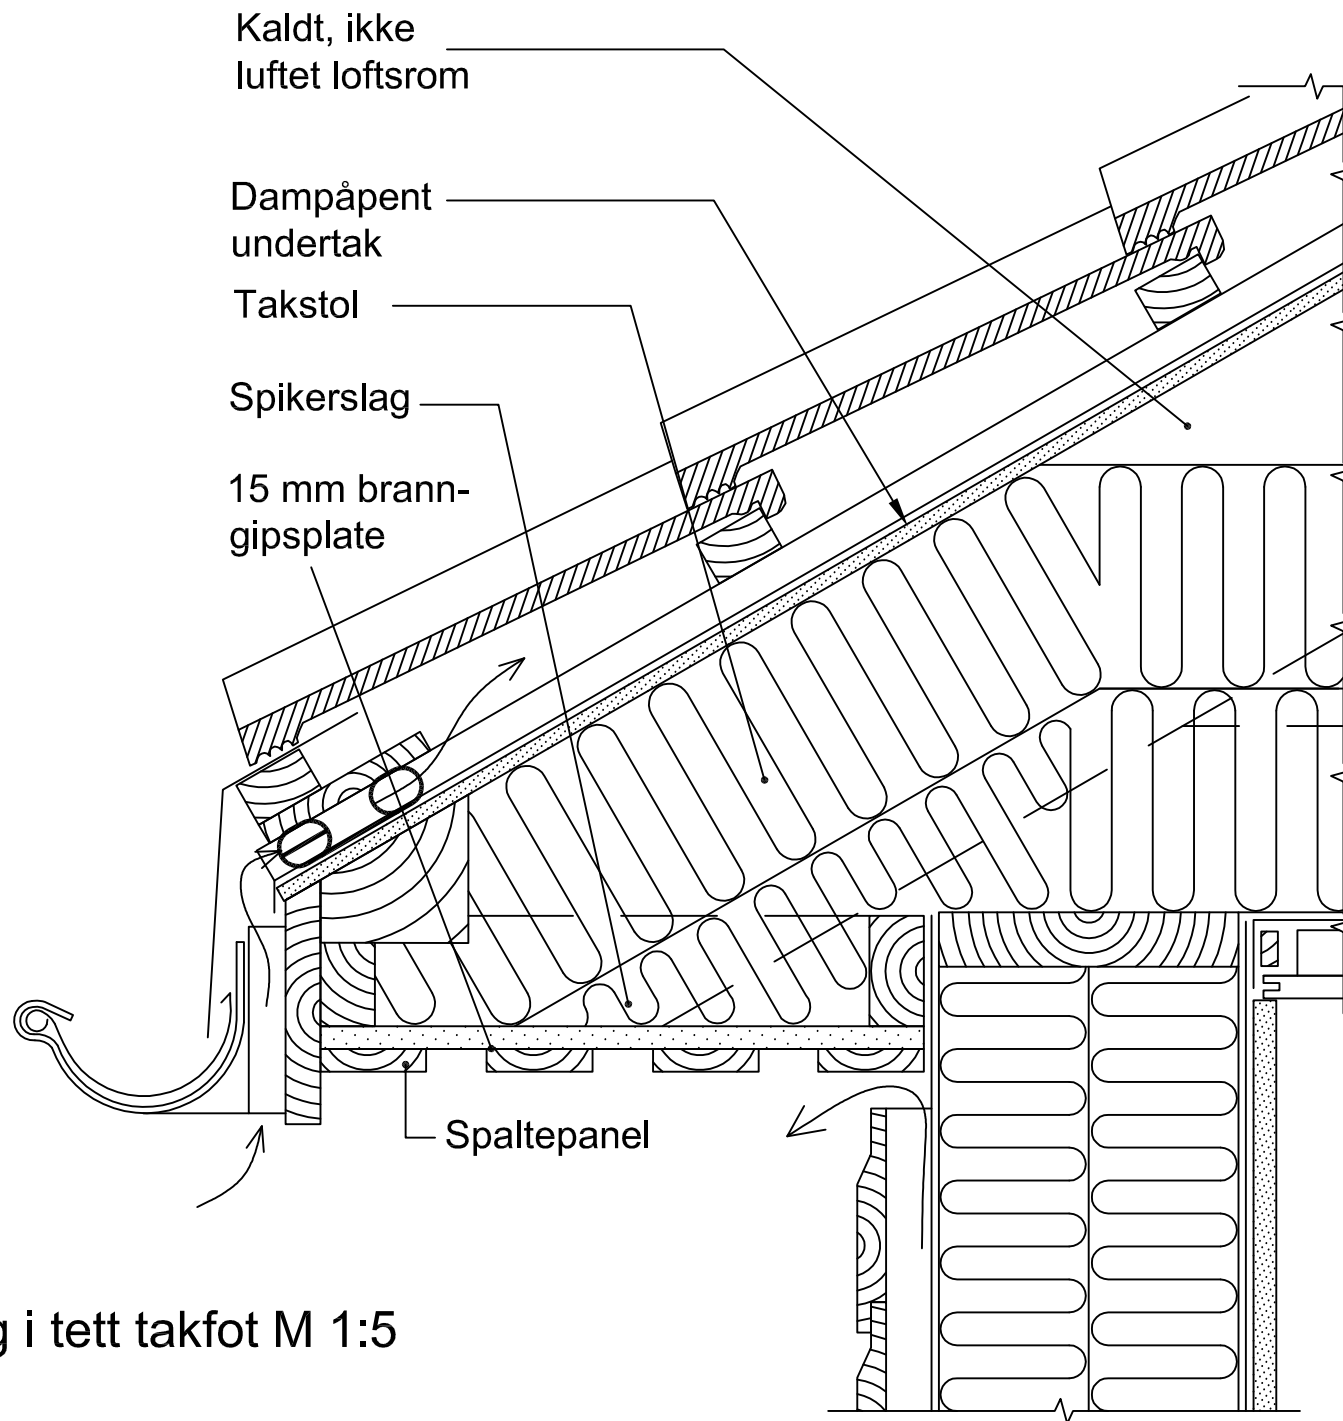 Kaldt, ikke
luftet loftsrom
Dampåpent
undertak
Takstol
Spikerslag
15 mm brann-
gipsplate
Spaltepanel
i tett takfot M 1:5